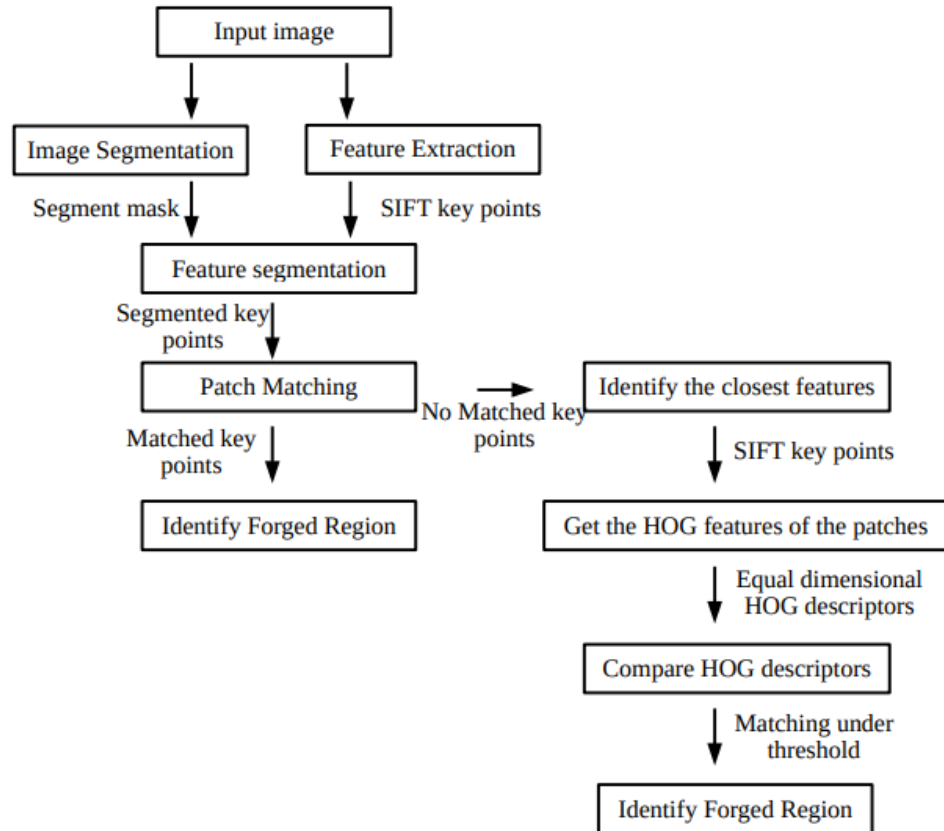 Input image
Image Segmentation
Feature Extraction
Segment mask
SIFT key points
Feature segmentation
Segmented key
points
Patch Matching
No Matched key
points
Identify the closest features
Matched key
points
SIFT key points
Identify Forged Region
Get the HOG features of the patches
Equal dimensional
HOG descriptors
Compare HOG descriptors
Matching under
threshold
Identify Forged Region